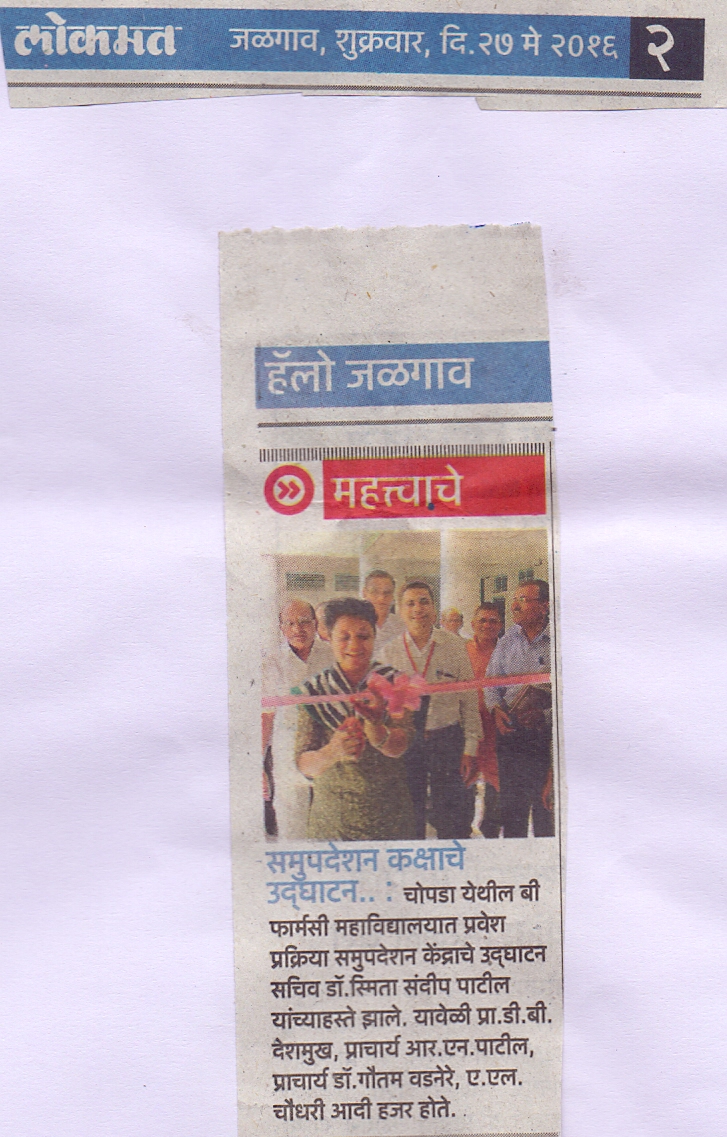 लोकमत जळगाव, शुक्रवार, दि.२७ मे २०१६ २
हॅलो जळगाव
महत्त्वाचे
समुपदेशन कक्षाचे
उद्घाटन.. : चोपडा येथील बी
फार्मसी महाविद्यालयात प्रवेश
प्रक्रिया समुपदेशन केंद्राचे उद्घाटन
सचिव डॉ.स्मिता संदीप पाटील
यांच्याहस्ते झाले. यावेळी प्रा.डी.बी.
देशमुख, प्राचार्य आर.एन.पाटील,
प्राचार्य डॉ.गौतम वडनेरे, ए.एल.
चौधरी आदी हजर होते.